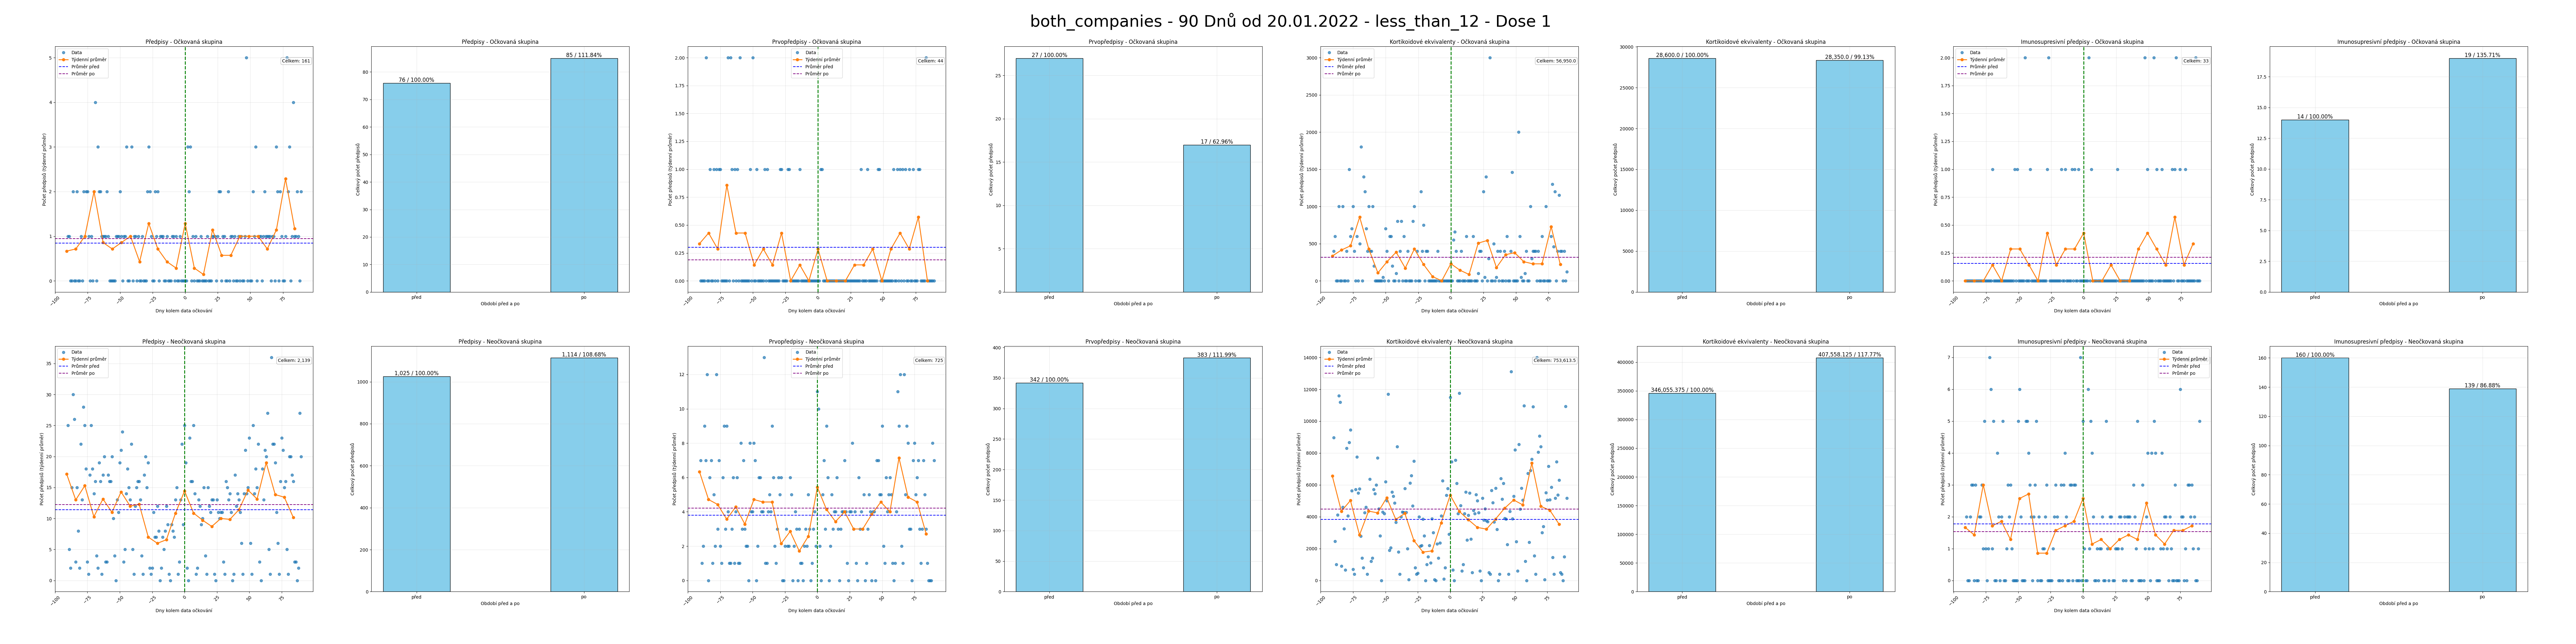 both_companies - 90 Dnů od 20.01.2022 - less_than_12 - Dose 1
Předpisy - Očkovaná skupina
Data
Týdenní průměr
Průměr před
Průměr po
Celkem: 161
Počet předpisů (týdenní průměr)
Dny kolem data očkování
Předpisy - Očkovaná skupina
76 / 100.00%
85 / 111.84%
Celkový počet předpisů
před
po
Období před a po
Prvopředpisy - Očkovaná skupina
Data
Týdenní průměr
Průměr před
Průměr po
Celkem: 44
Počet předpisů (týdenní průměr)
Dny kolem data očkování
Prvopředpisy - Očkovaná skupina
27 / 100.00%
17 / 62.96%
Celkový počet předpisů
před
po
Období před a po
Kortikoidové ekvivalenty - Očkovaná skupina
Data
Týdenní průměr
Průměr před
Průměr po
Celkem: 56,950.0
Počet předpisů (týdenní průměr)
Dny kolem data očkování
Kortikoidové ekvivalenty - Očkovaná skupina
28,600.0 / 100.00%
28,350.0 / 99.13%
Celkový počet předpisů
před
po
Období před a po
Imunosupresivní předpisy - Očkovaná skupina
Data
Týdenní průměr
Průměr před
Průměr po
Celkem: 33
Počet předpisů (týdenní průměr)
Dny kolem data očkování
Imunosupresivní předpisy - Očkovaná skupina
14 / 100.00%
19 / 135.71%
Celkový počet předpisů
před
po
Období před a po
Předpisy - Neočkovaná skupina
Data
Týdenní průměr
Průměr před
Průměr po
Celkem: 2,139
Počet předpisů (týdenní průměr)
Dny kolem data očkování
Předpisy - Neočkovaná skupina
1,025 / 100.00%
1,114 / 108.68%
Celkový počet předpisů
před
po
Období před a po
Prvopředpisy - Neočkovaná skupina
Data
Týdenní průměr
Průměr před
Průměr po
Celkem: 725
Počet předpisů (týdenní průměr)
Dny kolem data očkování
Prvopředpisy - Neočkovaná skupina
342 / 100.00%
383 / 111.99%
Celkový počet předpisů
před
po
Období před a po
Kortikoidové ekvivalenty - Neočkovaná skupina
Data
Týdenní průměr
Průměr před
Průměr po
Celkem: 753,613.5
Počet předpisů (týdenní průměr)
Dny kolem data očkování
Kortikoidové ekvivalenty - Neočkovaná skupina
346,055.375 / 100.00%
407,558.125 / 117.77%
Celkový počet předpisů
před
po
Období před a po
Imunosupresivní předpisy - Neočkovaná skupina
Data
Týdenní průměr
Průměr před
Průměr po
Počet předpisů (týdenní průměr)
Dny kolem data očkování
Imunosupresivní předpisy - Neočkovaná skupina
160 / 100.00%
139 / 86.88%
Celkový počet předpisů
před
po
Období před a po